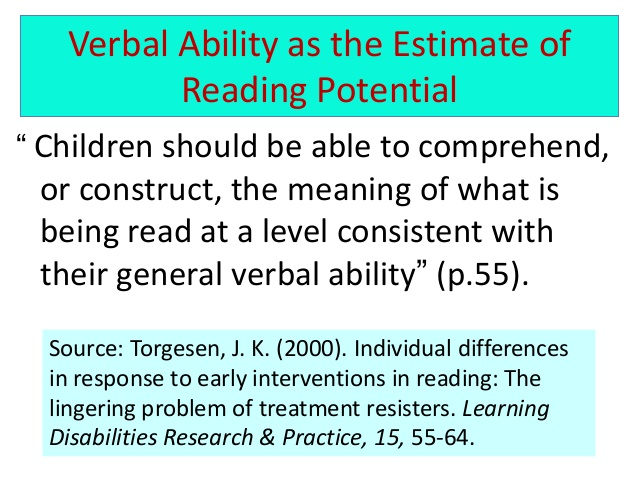 Verbal Ability as the Estimate of
Reading Potential
“ Children should be able to comprehend,
or construct, the meaning of what is
being read at a level consistent with
their general verbal ability” (p.55).
Source: Torgesen, J. K. (2000). Individual differences
in response to early interventions in reading: The
lingering problem of treatment resisters. Learning
Disabilities Research & Practice, 15, 55-64.